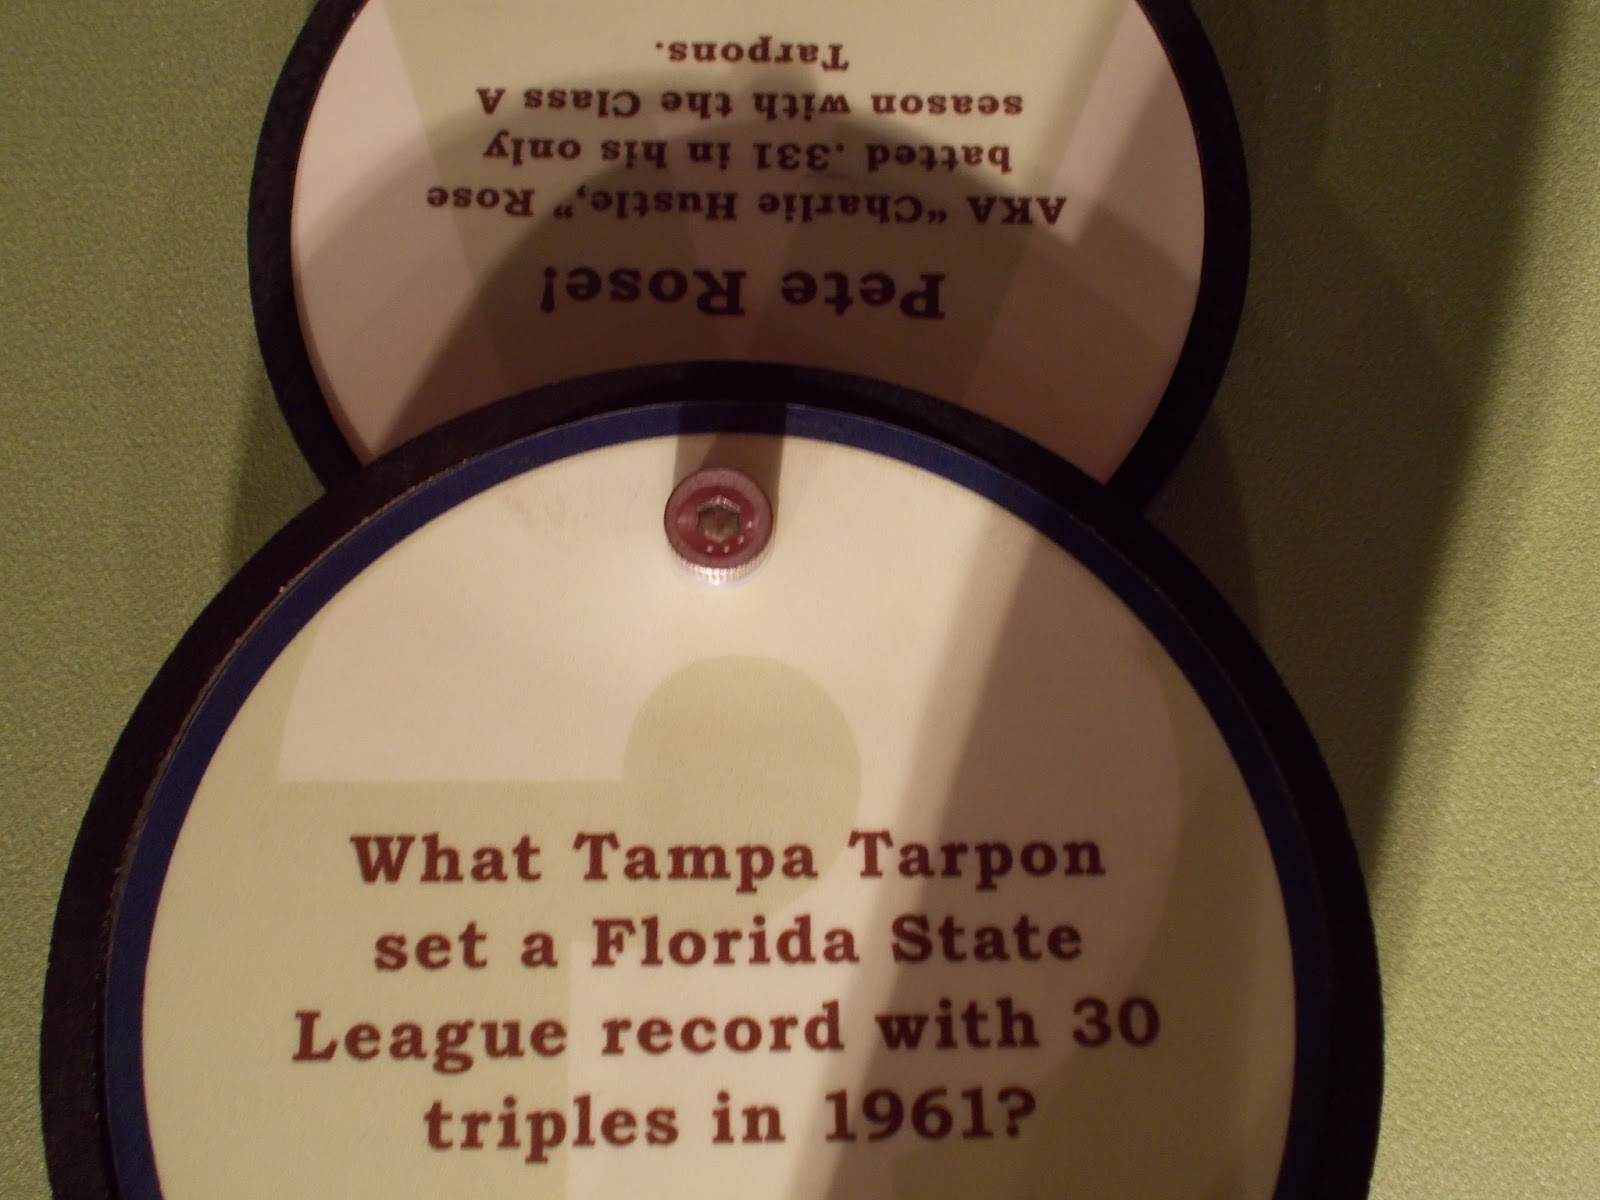 What Tampa Tarpon
set a Florida State
League record with 30
triples in 1961?
Pete Rose!
AKA “Charlie Hustle,” Rose
batted .331 in his only
season with the Class A
Tarpons.